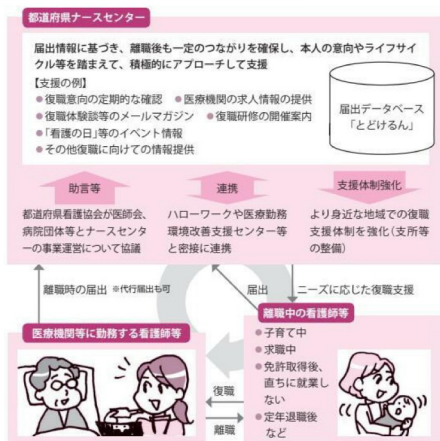 都道府県ナースセンター
届出情報に基づき、離職後も一定のつながりを確保し、本人の意向やライフサイ
クル等を踏まえて、積極的にアプローチして支援
【支援の例】
●復職意向の定期的な確認 ●医療機関の求人情報の提供
●復職体験談等のメールマガジン ●復職研修の開催案内
●「看護の日」等のイベント情報
●その他復職に向けての情報提供
届出データベース
「とどけるん」
助言等
連携
支援体制強化
都道府県看護協会が医師会、
病院団体等とナースセン
ターの事業運営について協議
ハローワークや医療勤務
環境改善支援センター等
と密接に連携
より身近な地域での復職
支援体制を強化（支所等
の整備）
離職時の届出 ※代行届出も可
届出
ニーズに応じた復職支援
医療機関等に勤務する看護師等
離職中の看護師等
●子育て中
●求職中
●免許取得後、
直ちに就業し
ない
●定年退職後
など
復職
離職